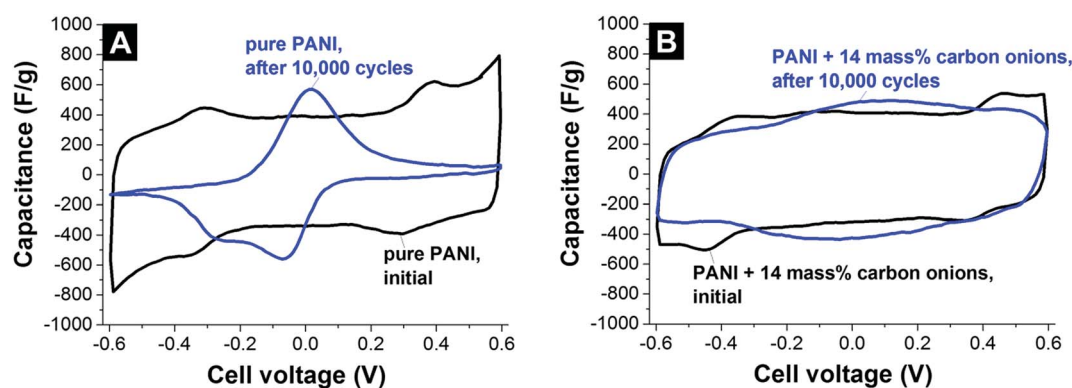 A
pure PANI,
after 10,000 cycles
pure PANI,
initial
Capacitance (F/g)
1000
800
600
400
200
0
-200
-400
-600
-800
-1000
-0.6
-0.4
-0.2
0.0
0.2
0.4
0.6
Cell voltage (V)
B
PANI + 14 mass% carbon onions,
after 10,000 cycles
PANI + 14 mass% carbon onions,
initial
Capacitance (F/g)
1000
800
600
400
200
0
-200
-400
-600
-800
-1000
-0.6
-0.4
-0.2
0.0
0.2
0.4
0.6
Cell voltage (V)